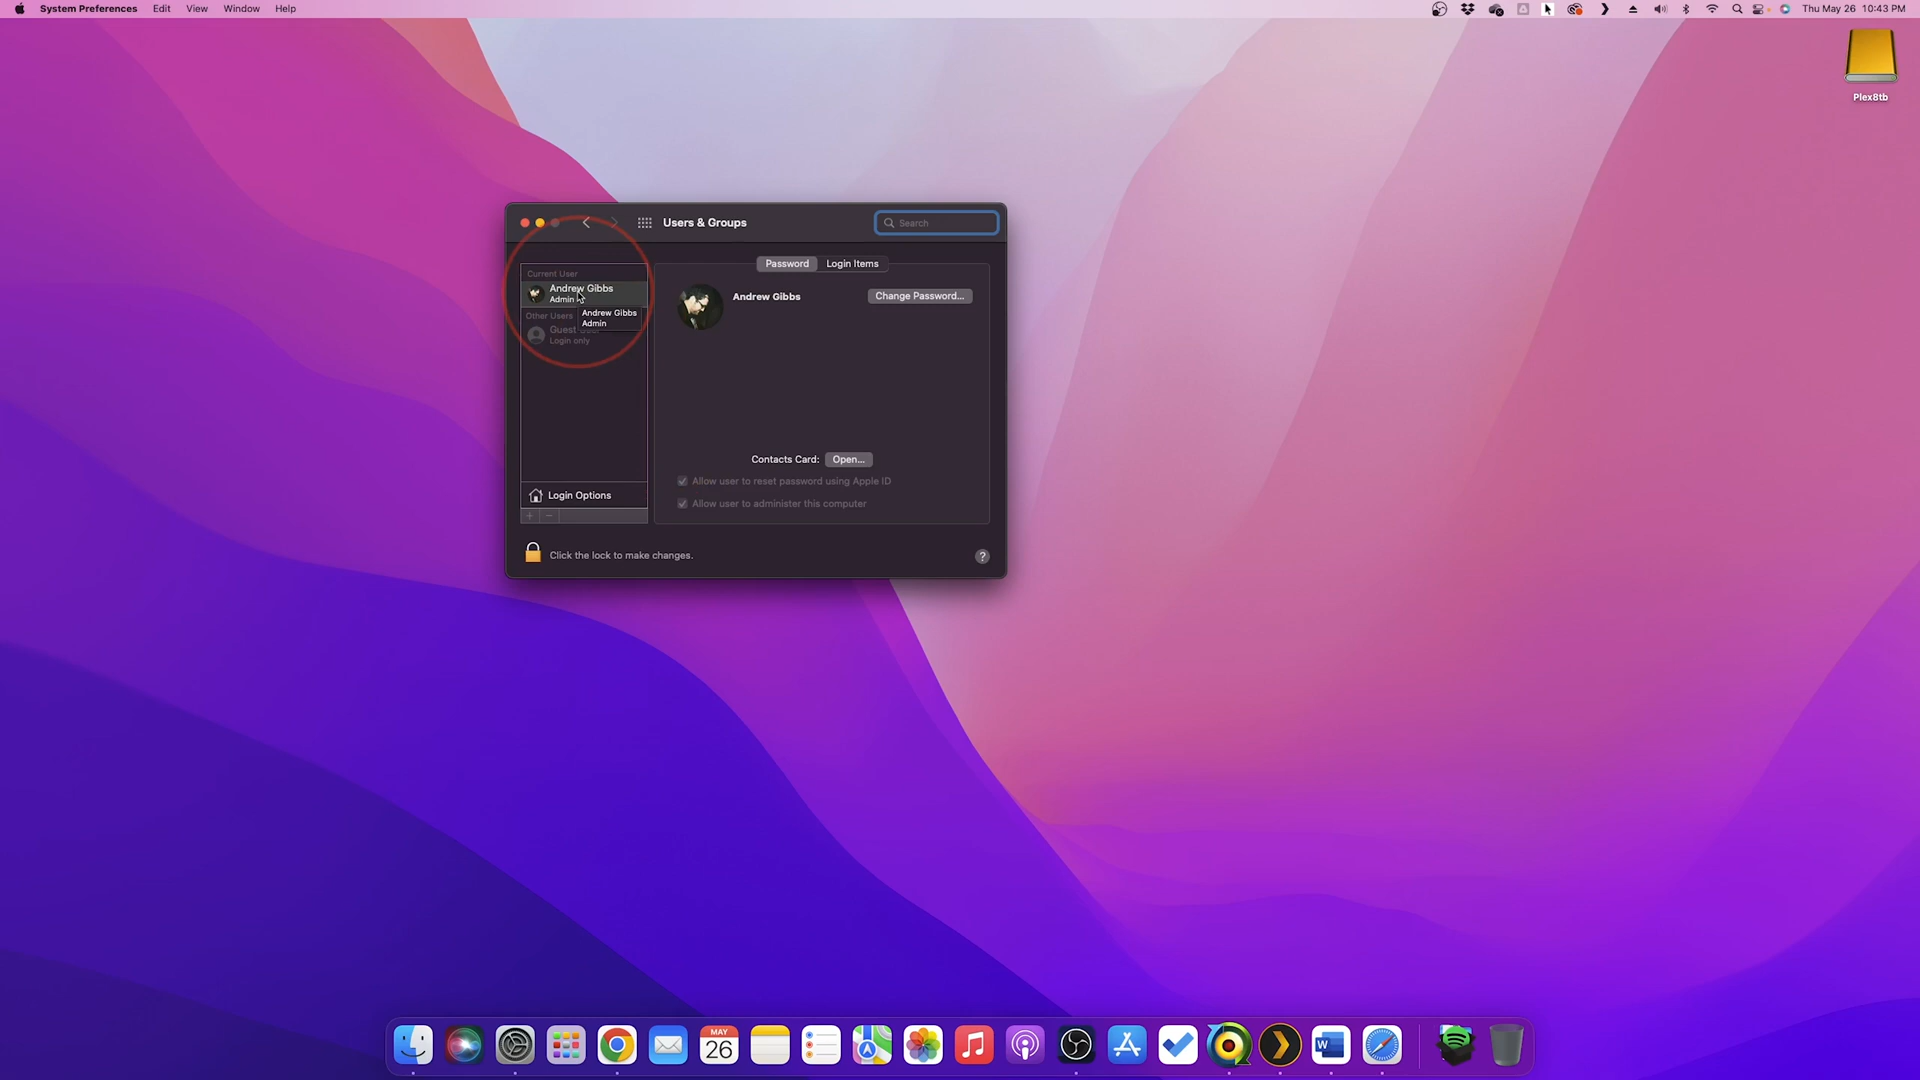 System Preferences Edit View Window Help
Thu May 26 10:43 PM
Plex8tb
Users & Groups
Search
Password Login Items
Current User
Andrew Gibbs
Admin
Andrew Gibbs
Admin
Other Users
Guest User
Login only
Andrew Gibbs
Change Password...
Contacts Card: Open...
Allow user to reset password using Apple ID
Allow user to administer this computer
Login Options
+ −
Click the lock to make changes.
?
MAY
26
W